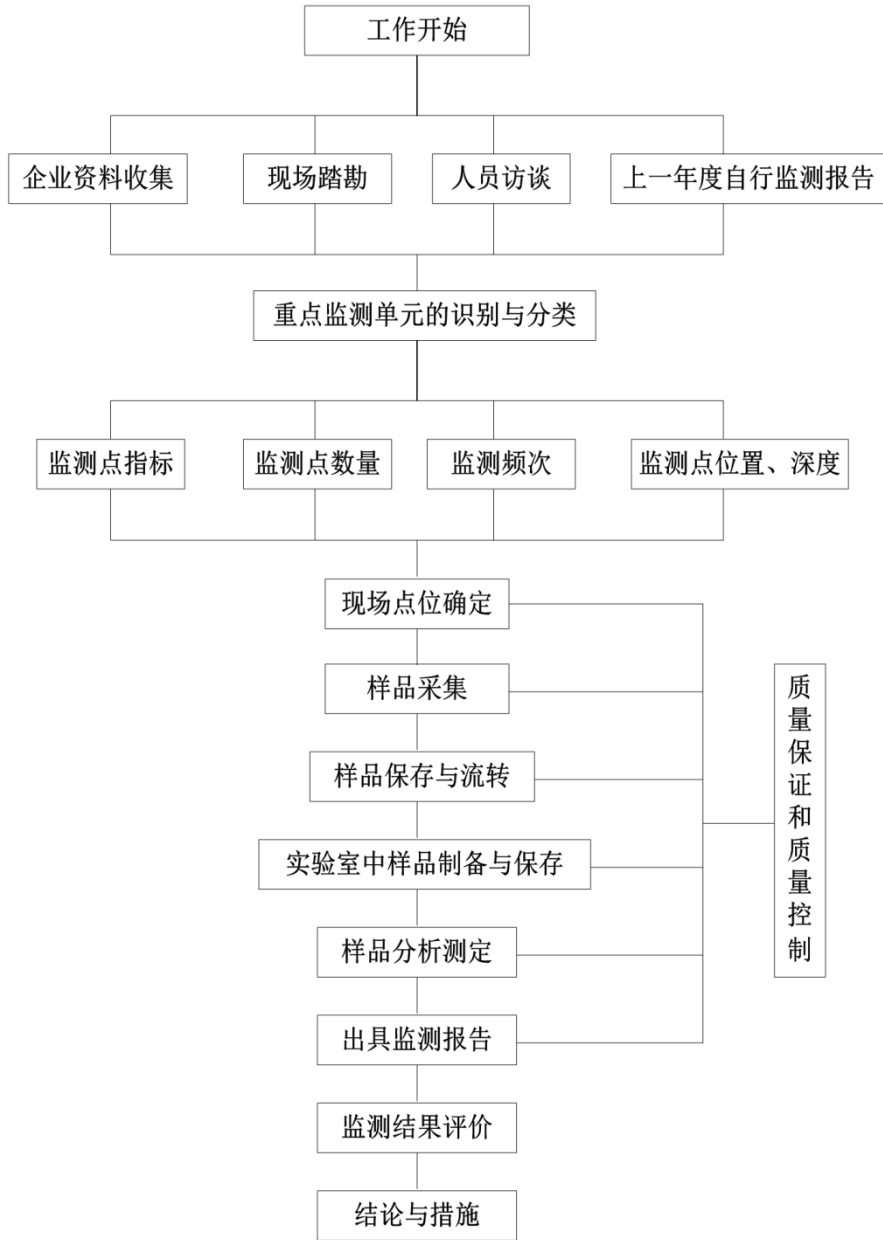 工作开始
企业资料收集
现场踏勘
人员访谈
上一年度自行监测报告
重点监测单元的识别与分类
监测点指标
监测点数量
监测频次
监测点位置、深度
现场点位确定
样品采集
样品保存与流转
实验室中样品制备与保存
样品分析测定
出具监测报告
监测结果评价
结论与措施
质量保证和质量控制